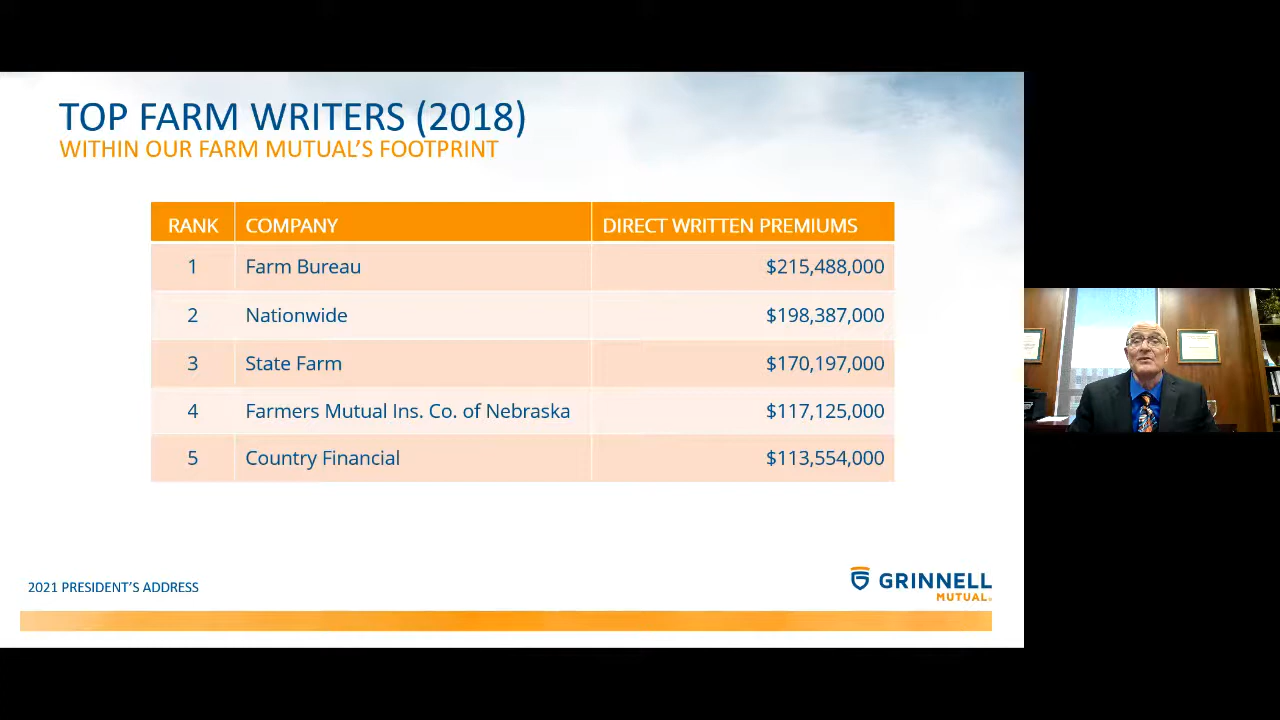 TOP FARM WRITERS (2018)
WITHIN OUR FARM MUTUAL'S FOOTPRINT
RANK COMPANY DIRECT WRITTEN PREMIUMS
1 Farm Bureau $215,488,000
2 Nationwide $198,387,000
3 State Farm $170,197,000
4 Farmers Mutual Ins. Co. of Nebraska $117,125,000
5 Country Financial $113,554,000
2021 PRESIDENT'S ADDRESS
GRINNELL
MUTUAL®